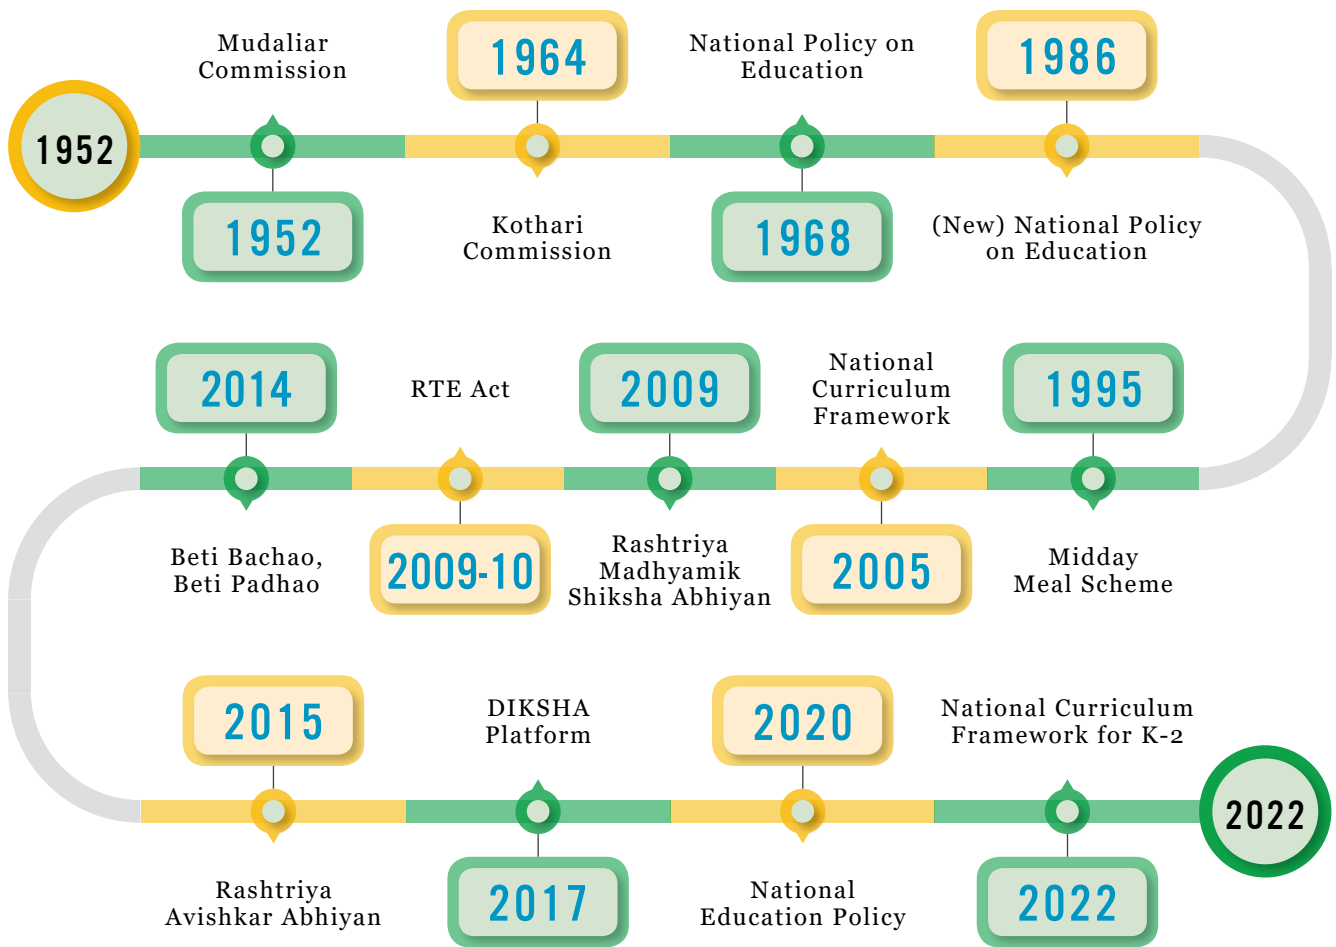 1952
Mudaliar
Commission
1952
1964
Kothari
Commission
National Policy on
Education
1968
1986
(New) National Policy
on Education
1995
Midday
Meal Scheme
National
Curriculum
Framework
2005
2009
Rashtriya
Madhyamik
Shiksha Abhiyan
RTE Act
2009-10
2014
Beti Bachao,
Beti Padhao
2015
Rashtriya
Avishkar Abhiyan
DIKSHA
Platform
2017
2020
National
Education Policy
National Curriculum
Framework for K-2
2022
2022